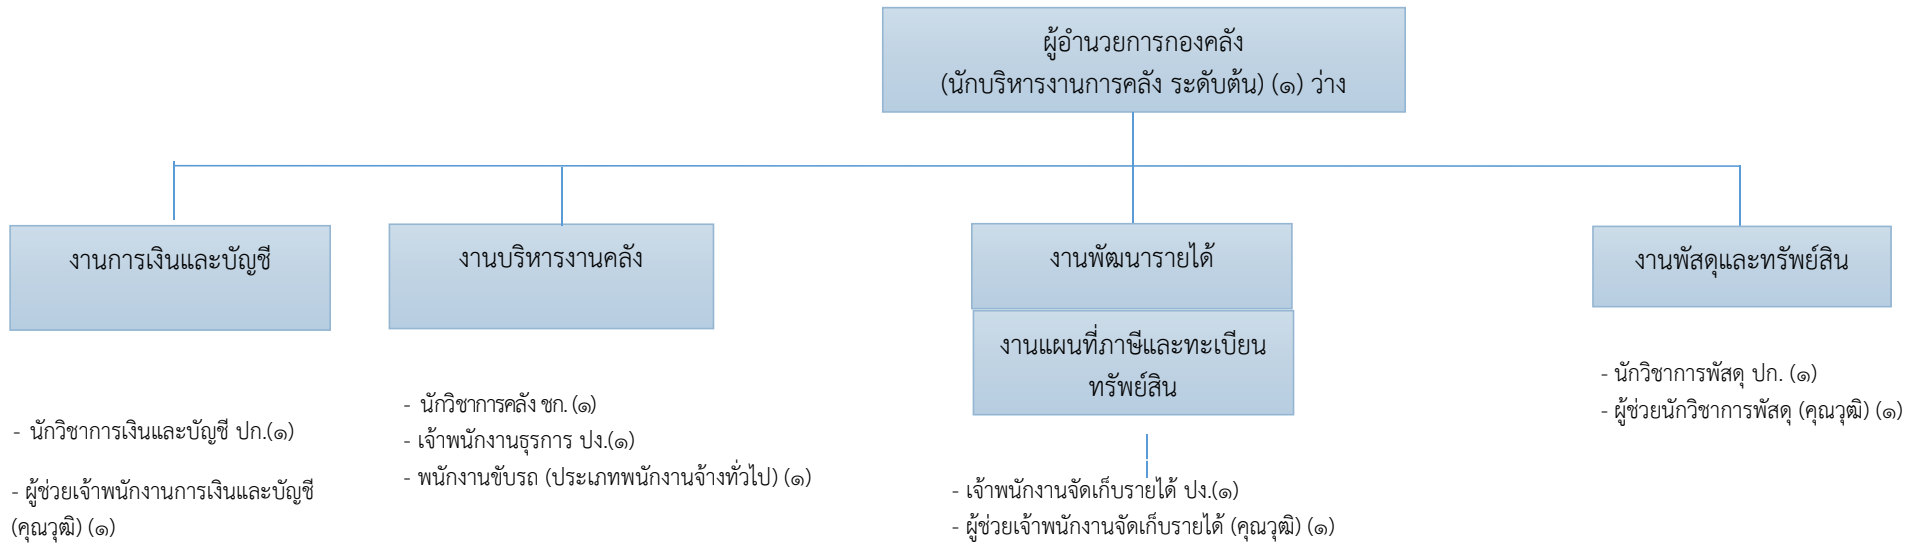 ผู้อำนวยการกองคลัง
(นักบริหารงานการคลัง ระดับต้น) (๑) ว่าง
งานการเงินและบัญชี
- นักวิชาการเงินและบัญชี ปก.(๑)
- ผู้ช่วยเจ้าพนักงานการเงินและบัญชี
(คุณวุฒิ) (๑)
งานบริหารงานคลัง
- นักวิชาการคลัง ชก. (๑)
- เจ้าพนักงานธุรการ ปง.(๑)
- พนักงานขับรถ (ประเภทพนักงานจ้างทั่วไป) (๑)
งานพัฒนารายได้
งานแผนที่ภาษีและทะเบียน
ทรัพย์สิน
- เจ้าพนักงานจัดเก็บรายได้ ปง.(๑)
- ผู้ช่วยเจ้าพนักงานจัดเก็บรายได้ (คุณวุฒิ) (๑)
งานพัสดุและทรัพย์สิน
- นักวิชาการพัสดุ ปก. (๑)
- ผู้ช่วยนักวิชาการพัสดุ (คุณวุฒิ) (๑)